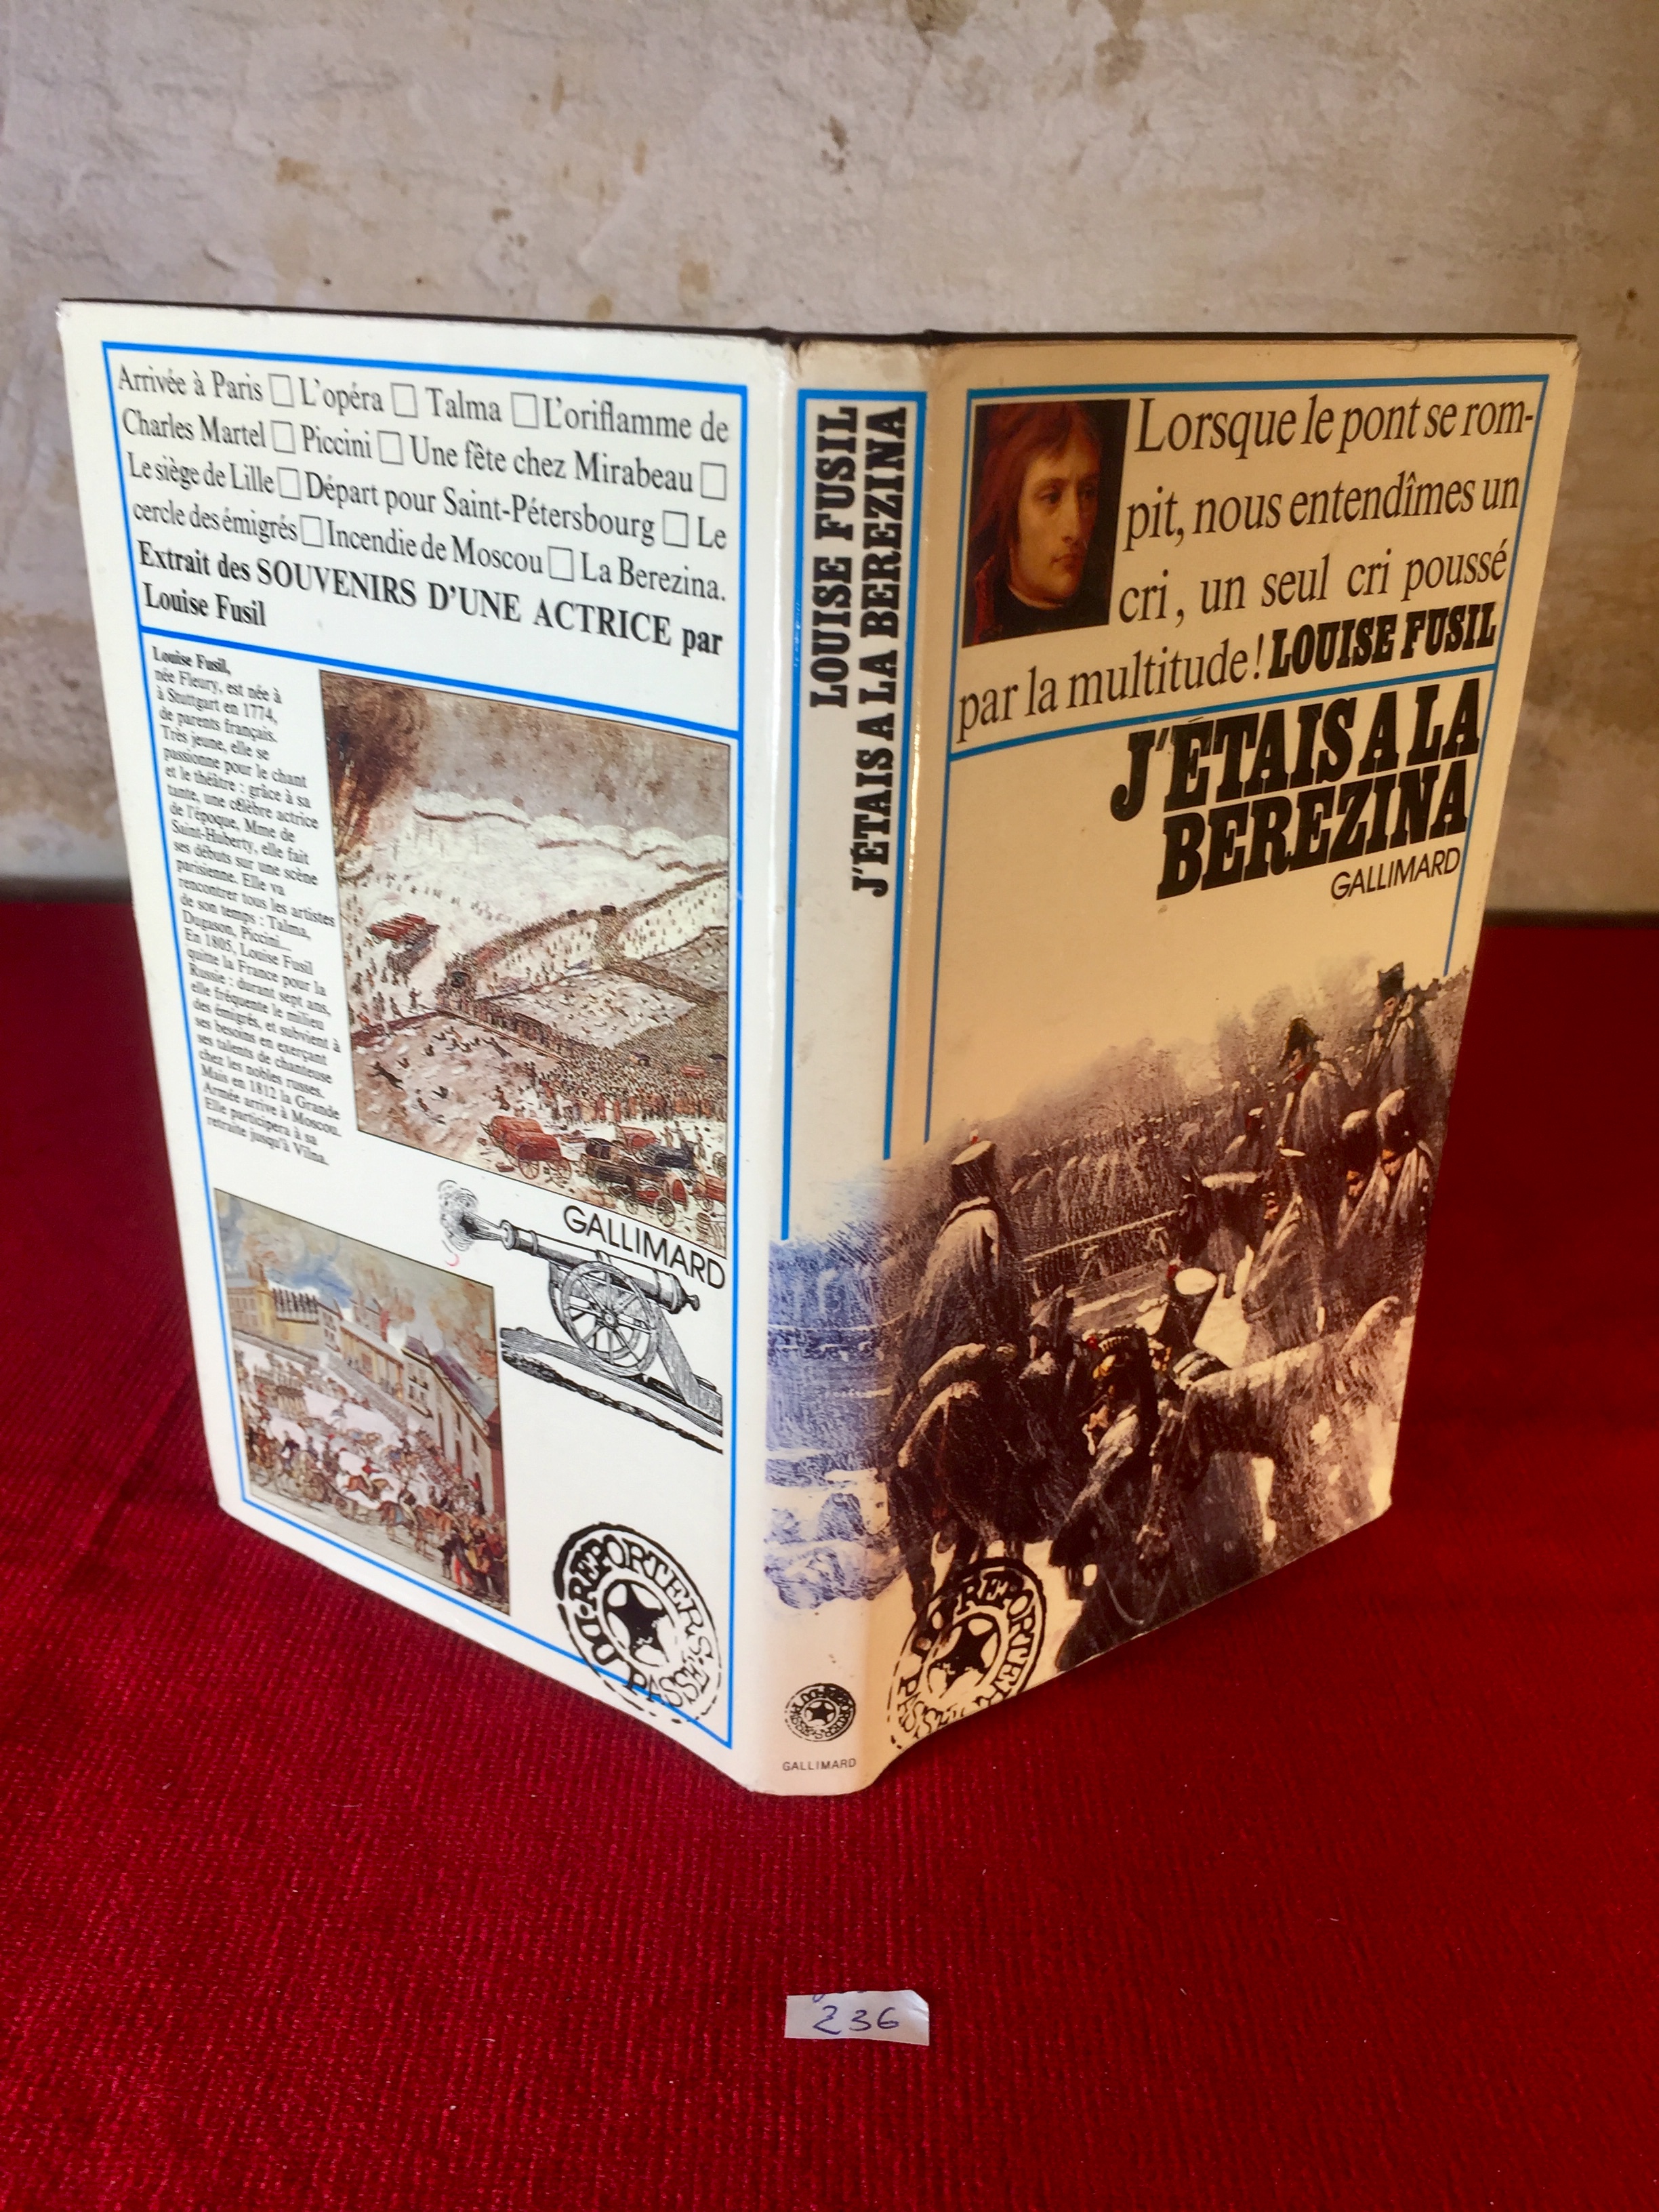 Arrivée à Paris □ L'opéra □ Talma □ L'oriflamme de
Charles Martel □ Piccini □ Une fête chez Mirabeau □
Le siège de Lille □ Départ pour Saint-Pétersbourg □ Le
cercle des émigrés □ Incendie de Moscou □ La Berezina.
Extrait des SOUVENIRS D'UNE ACTRICE par
Louise Fusil
Louise Fusil,
née Fleury, est née à
à Stuttgart en 1774,
de parents français.
Très jeune, elle se
passionne pour le chant
et le théâtre : grâce à sa
tante, une célèbre actrice
de l'époque, Mme de
Saint-Huberty, elle fait
ses débuts sur une scène
parisienne. Elle va
rencontrer tous les artistes
de son temps : Talma,
Dugason, Piccini...
En 1805, Louise Fusil
quitte la France pour la
Russie : durant sept ans,
elle fréquente le milieu
des émigrés, et subvient à
ses besoins en exerçant
ses talents de chanteuse
chez les nobles russes.
Mais en 1812 la Grande
Armée arrive à Moscou.
Elle participera à sa
retraite jusqu'à Vilna.
GALLIMARD
REPORTERS
DU PASSÉ
LOUISE FUSIL
J'ÉTAIS A LA BEREZINA
GALLIMARD
Lorsque le pont se rom-
pit, nous entendîmes un
cri, un seul cri poussé
par la multitude! LOUISE FUSIL
J'ÉTAIS A LA
BEREZINA
GALLIMARD
236